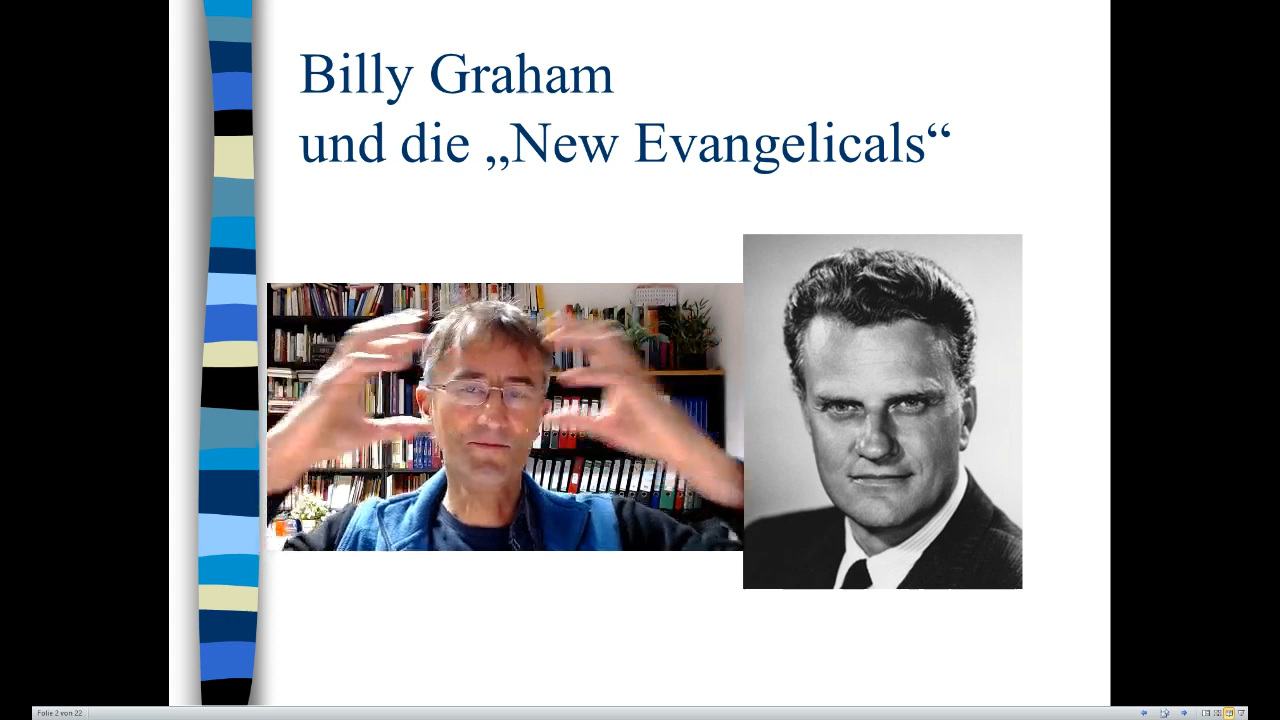 Billy Graham
und die „New Evangelicals“
Folie 2 von 22